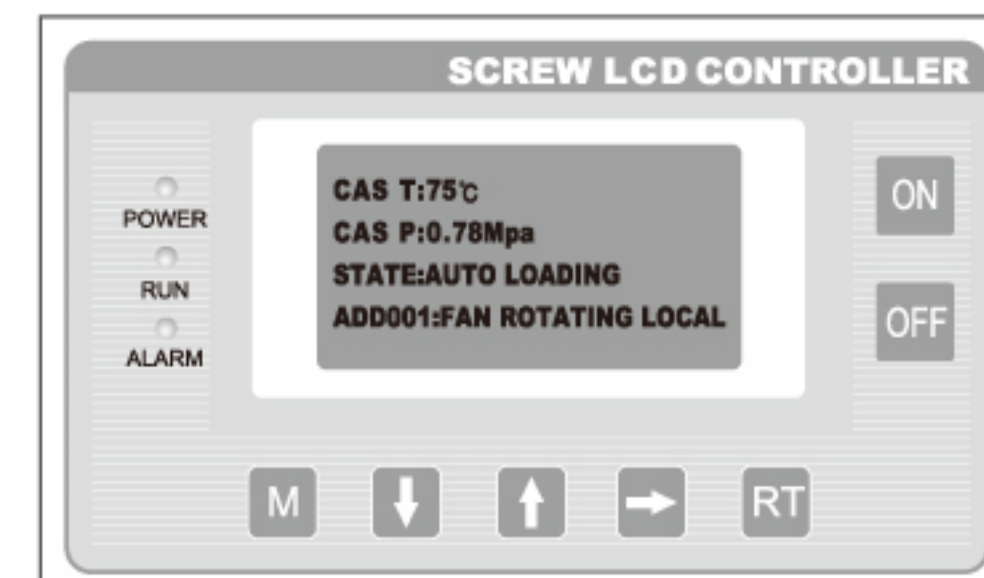 SCREW LCD CONTROLLER
CAS T:75℃
CAS P:0.78Mpa
STATE:AUTO LOADING
ADD001:FAN ROTATING LOCAL
POWER
RUN
ALARM
ON
OFF
M
RT